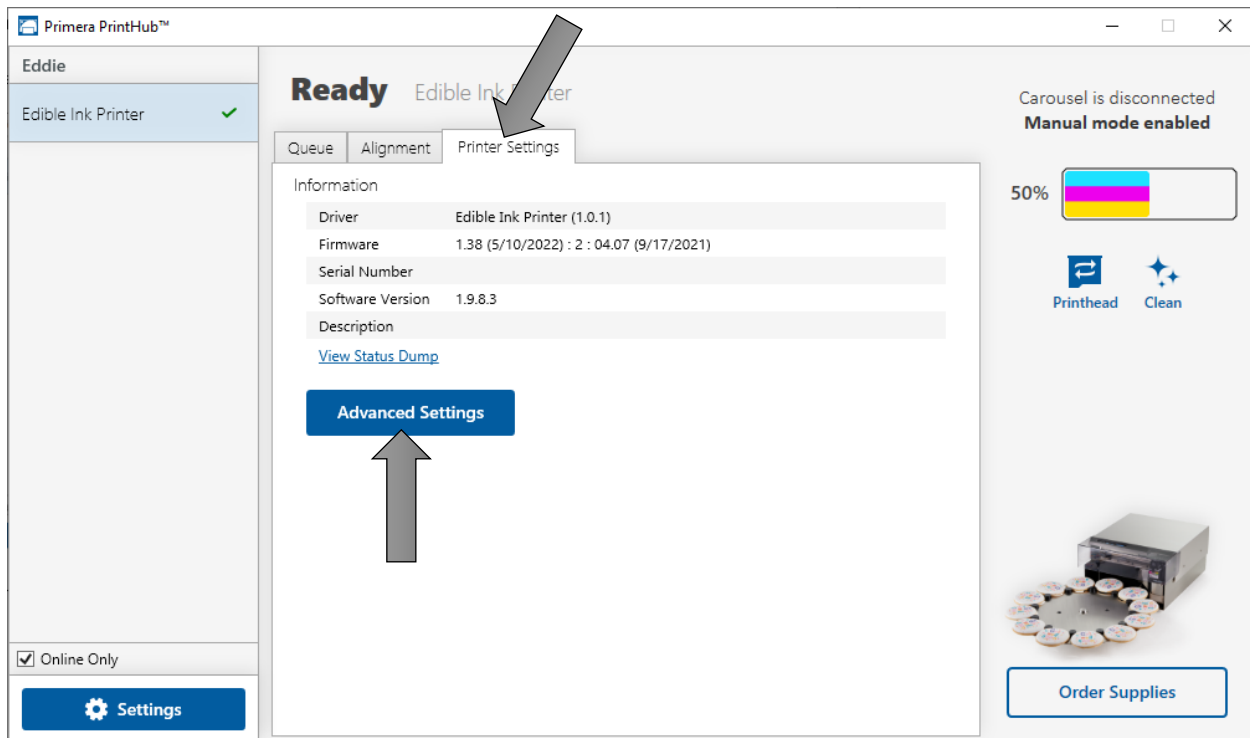 Primera PrintHub™
Eddie
Edible Ink Printer
Online Only
Settings
Ready Edible Ink
Queue Alignment Printer Settings
Information
Driver Edible Ink Printer (1.0.1)
Firmware 1.38 (5/10/2022) : 2 : 04.07 (9/17/2021)
Serial Number
Software Version 1.9.8.3
Description
View Status Dump
Advanced Settings
Carousel is disconnected
Manual mode enabled
50%
Printhead Clean
Order Supplies